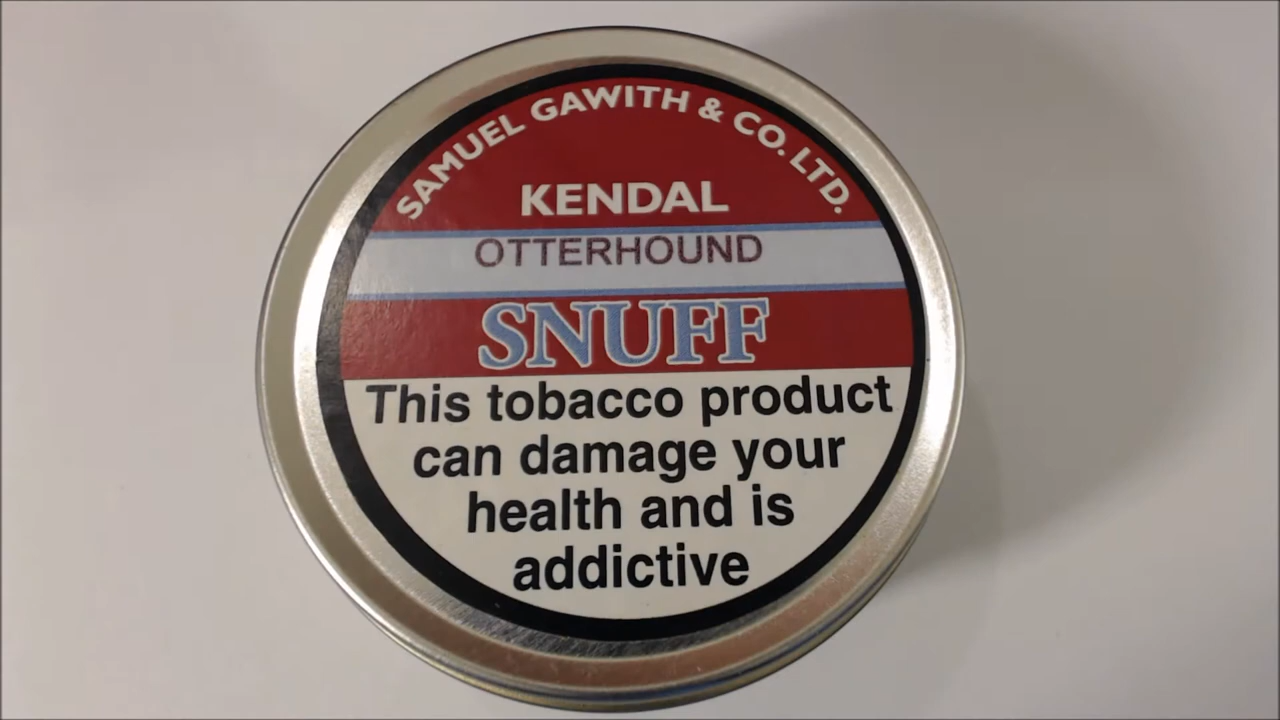 SAMUEL GAWITH & CO. LTD.
KENDAL
OTTERHOUND
SNUFF
This tobacco product
can damage your
health and is
addictive